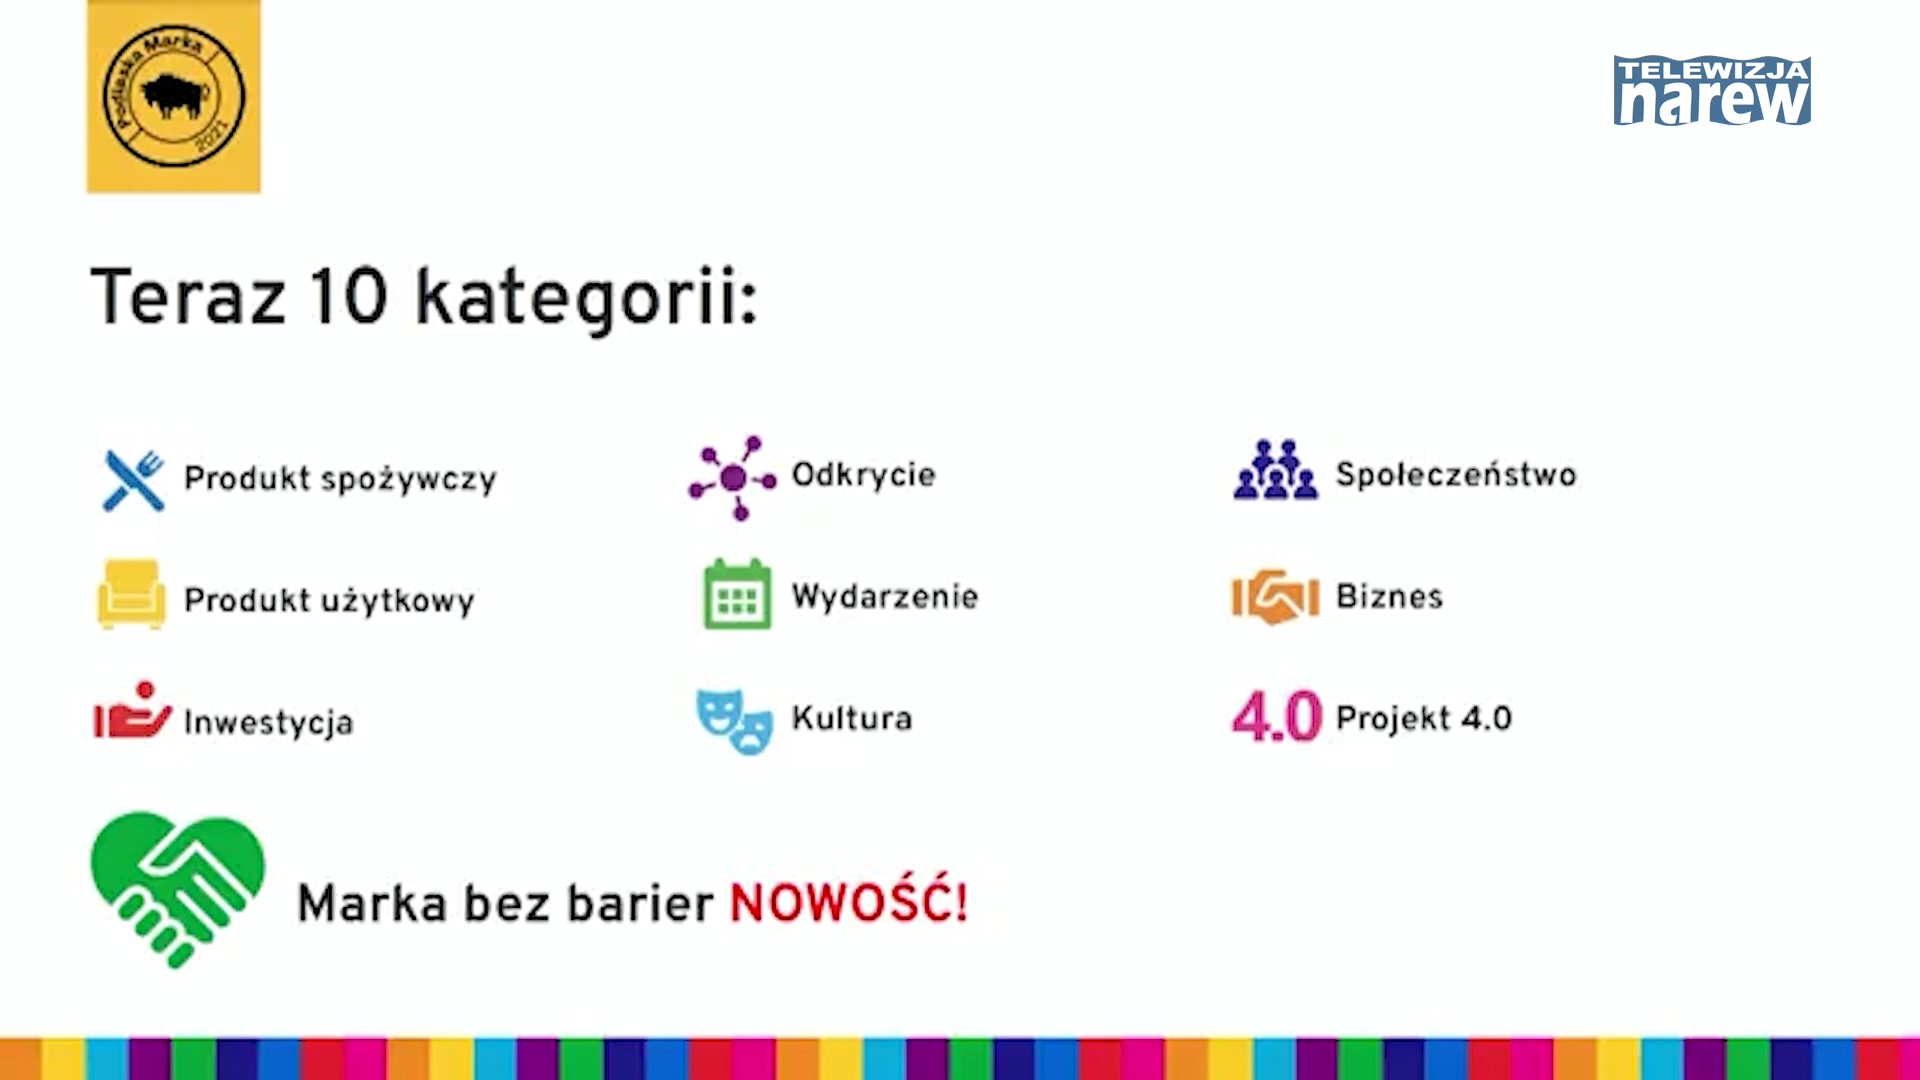 Podlaska Marka
2021
TELEWIZJA
narew
Teraz 10 kategorii:
Produkt spożywczy
Odkrycie
Społeczeństwo
Produkt użytkowy
Wydarzenie
Biznes
Inwestycja
Kultura
4.0 Projekt 4.0
Marka bez barier NOWOŚĆ!